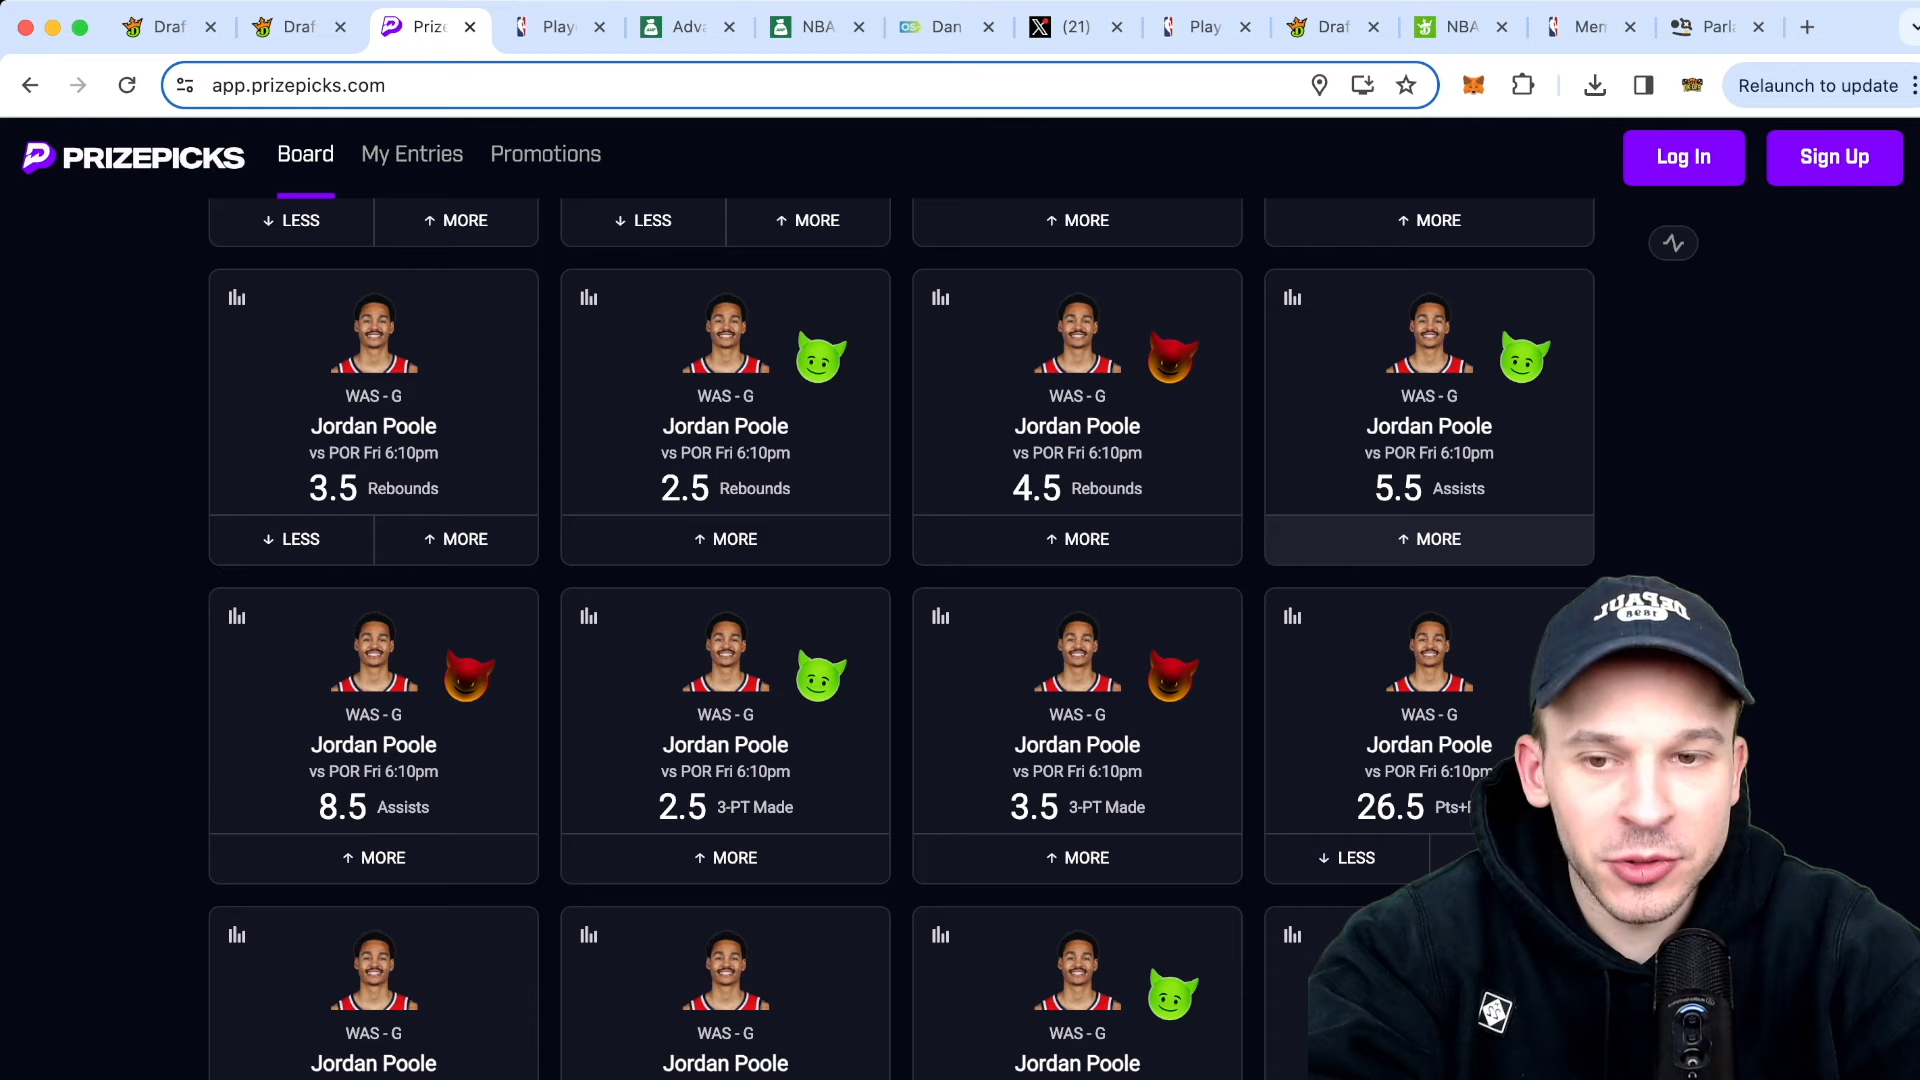 Draf
Draf
Prize
Play
Adva
NBA
Dan
(21)
Play
Draf
NBA
Mem
Parla
app.prizepicks.com
Relaunch to update
PRIZEPICKS
Board
My Entries
Promotions
Log In
Sign Up
↓ LESS
↑ MORE
↓ LESS
↑ MORE
↑ MORE
↑ MORE
WAS - G
Jordan Poole
vs POR Fri 6:10pm
3.5 Rebounds
↓ LESS
↑ MORE
WAS - G
Jordan Poole
vs POR Fri 6:10pm
2.5 Rebounds
↑ MORE
WAS - G
Jordan Poole
vs POR Fri 6:10pm
4.5 Rebounds
↑ MORE
WAS - G
Jordan Poole
vs POR Fri 6:10pm
5.5 Assists
↑ MORE
WAS - G
Jordan Poole
vs POR Fri 6:10pm
8.5 Assists
↑ MORE
WAS - G
Jordan Poole
vs POR Fri 6:10pm
2.5 3-PT Made
↑ MORE
WAS - G
Jordan Poole
vs POR Fri 6:10pm
3.5 3-PT Made
↑ MORE
WAS - G
Jordan Poole
vs POR Fri 6:10pm
26.5 Pts+
↓ LESS
WAS - G
Jordan Poole
WAS - G
Jordan Poole
WAS - G
Jordan Poole
DEPAUL
1898